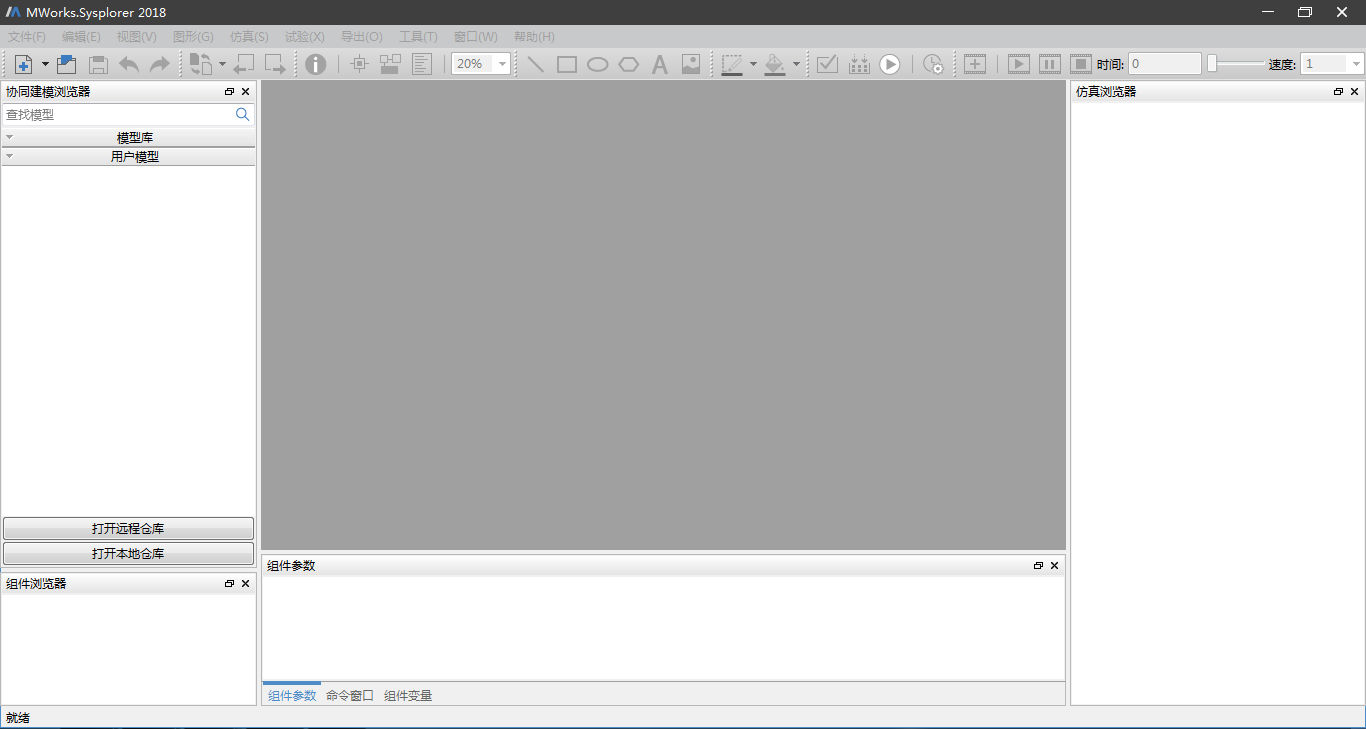 MWorks.Sysplorer 2018
文件(F) 编辑(E) 视图(V) 图形(G) 仿真(S) 试验(X) 导出(O) 工具(T) 窗口(W) 帮助(H)
20% 时间: 0 速度: 1
协同建模浏览器
查找模型
模型库
用户模型
打开远程仓库
打开本地仓库
组件浏览器
组件参数
组件参数 命令窗口 组件变量
仿真浏览器
就绪